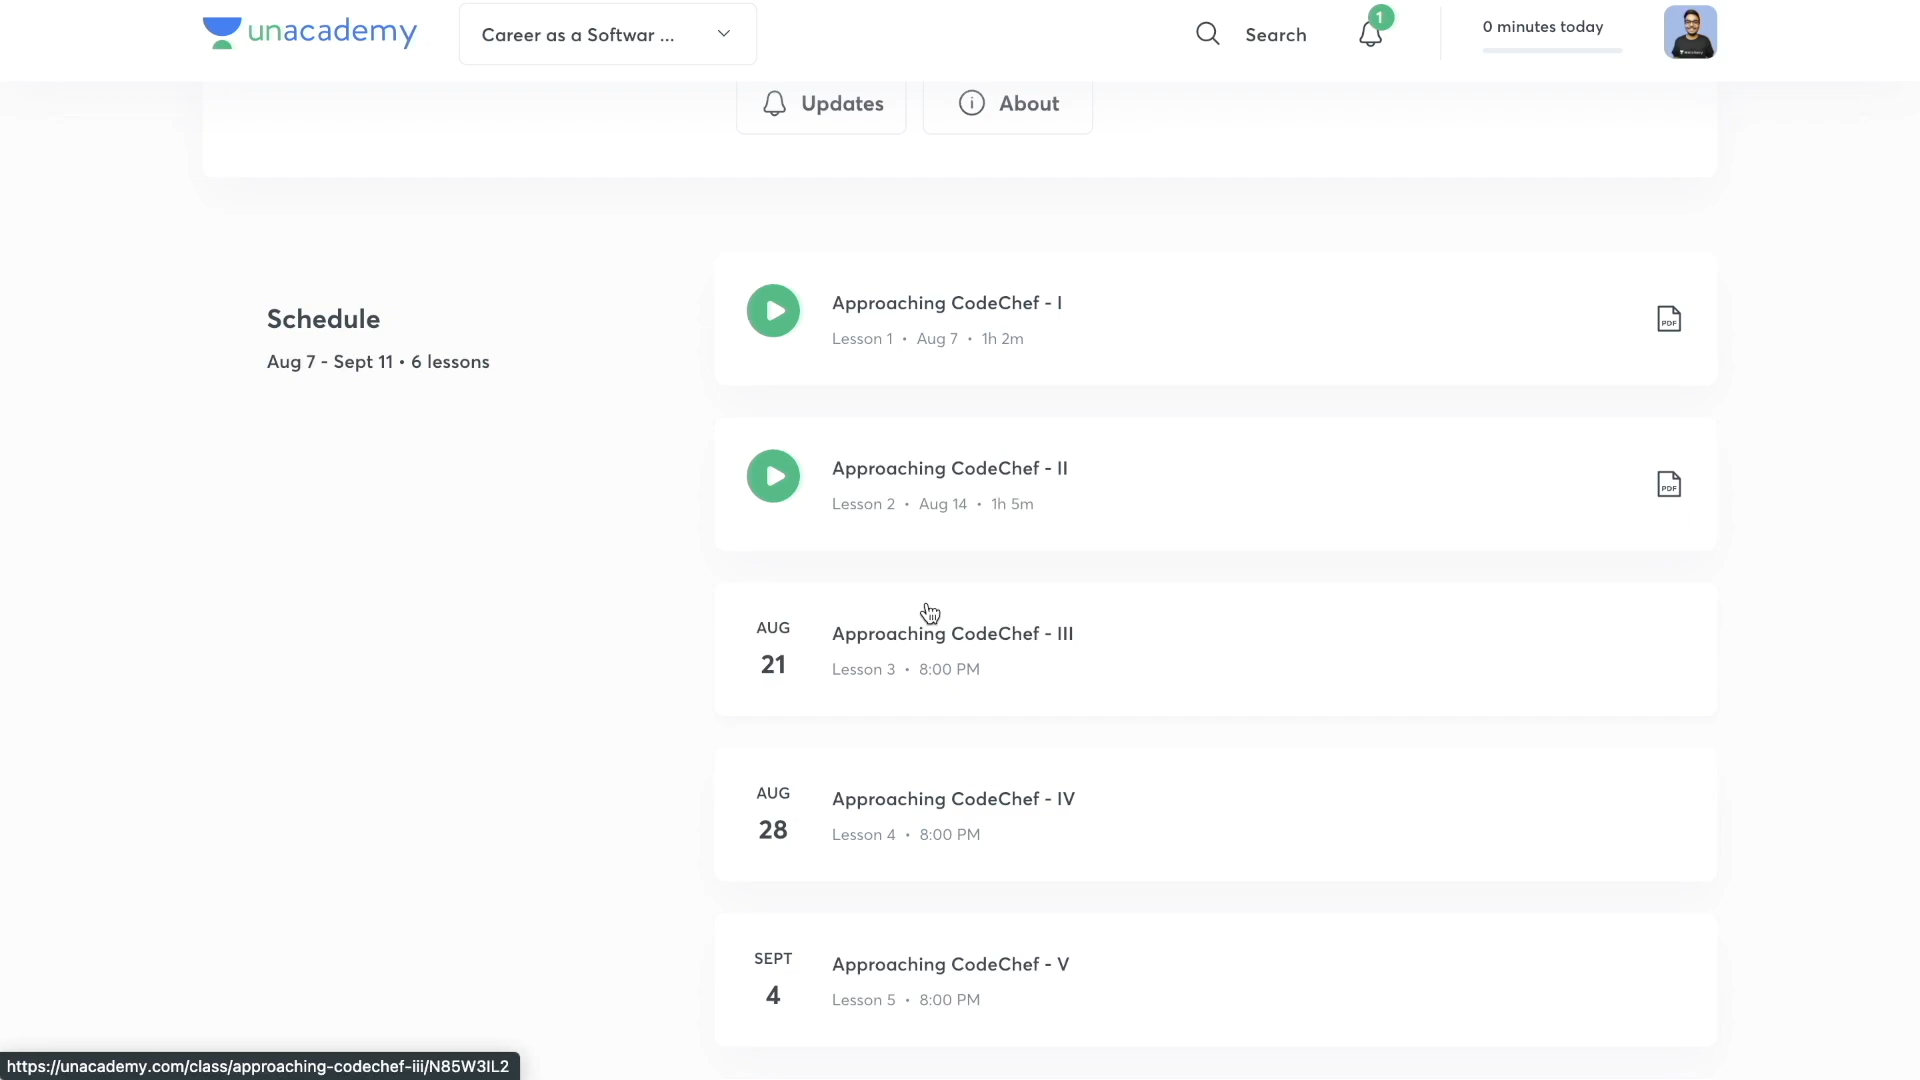 unacademy
Career as a Softwar ...
Search
1
0 minutes today
Updates
About
Schedule
Aug 7 - Sept 11 • 6 lessons
Approaching CodeChef - I
Lesson 1 • Aug 7 • 1h 2m
PDF
Approaching CodeChef - II
Lesson 2 • Aug 14 • 1h 5m
PDF
AUG
21
Approaching CodeChef - III
Lesson 3 • 8:00 PM
AUG
28
Approaching CodeChef - IV
Lesson 4 • 8:00 PM
SEPT
4
Approaching CodeChef - V
Lesson 5 • 8:00 PM
https://unacademy.com/class/approaching-codechef-iii/N85W3IL2